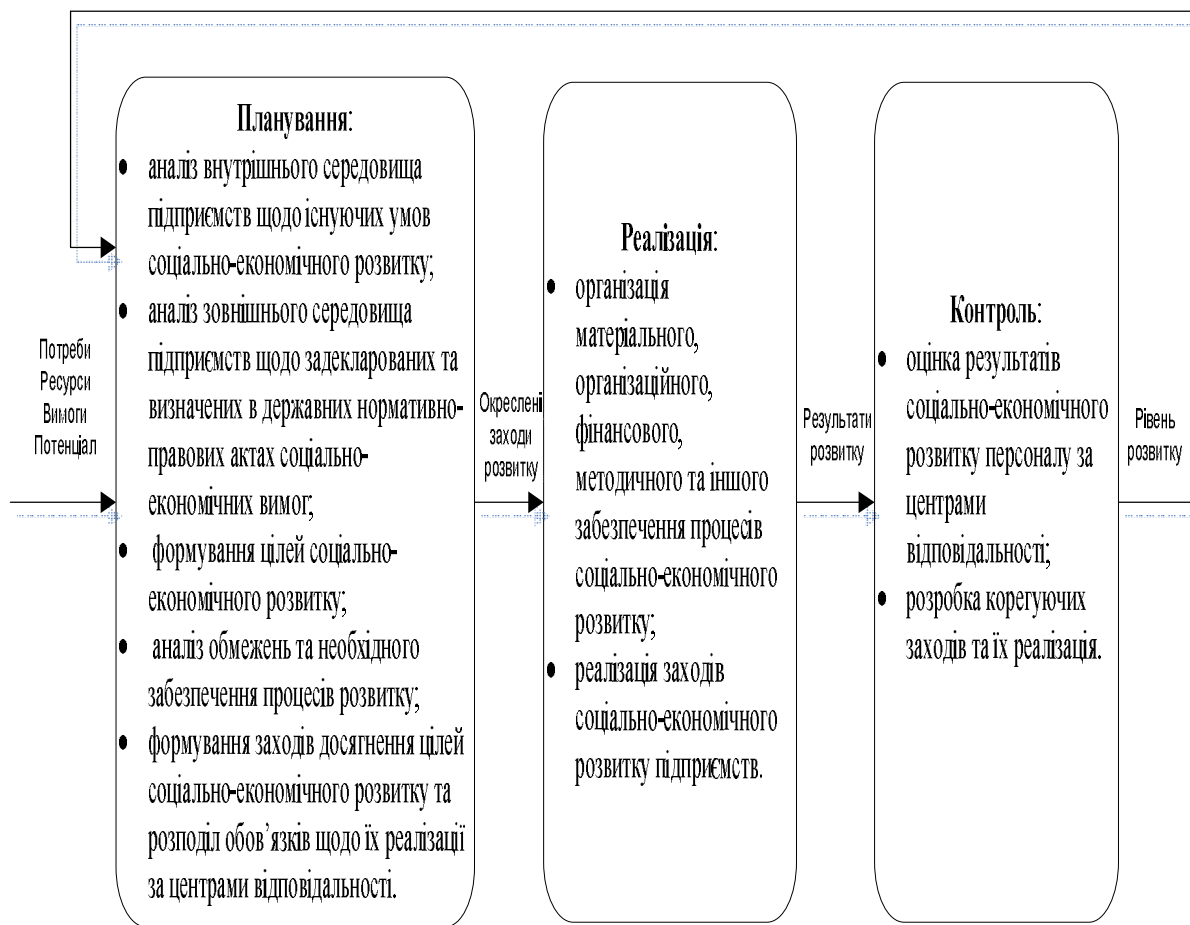 Потреби
Ресурси
Вимоги
Потенціал
Планування:
• аналіз внутрішнього середовища
підприємств щодо існуючих умов
соціально-економічного розвитку;
• аналіз зовнішнього середовища
підприємств щодо задекларованих та
визначених в державних нормативно-
правових актах соціально-
економічних вимог;
• формування цілей соціально-
економічного розвитку;
• аналіз обмежень та необхідного
забезпечення процесів розвитку;
• формування заходів досягнення цілей
соціально-економічного розвитку та
розподіл обов’язків щодо їх реалізації
за центрами відповідальності.
Окреслені
заходи
розвитку
Реалізація:
• організація
матеріального,
організаційного,
фінансового,
методичного та іншого
забезпечення процесів
соціально-економічного
розвитку;
• реалізація заходів
соціально-економічного
розвитку підприємств.
Результати
розвитку
Контроль:
• оцінка результатів
соціально-економічного
розвитку персоналу за
центрами
відповідальності;
• розробка корегуючих
заходів та їх реалізація.
Рівень
розвитку